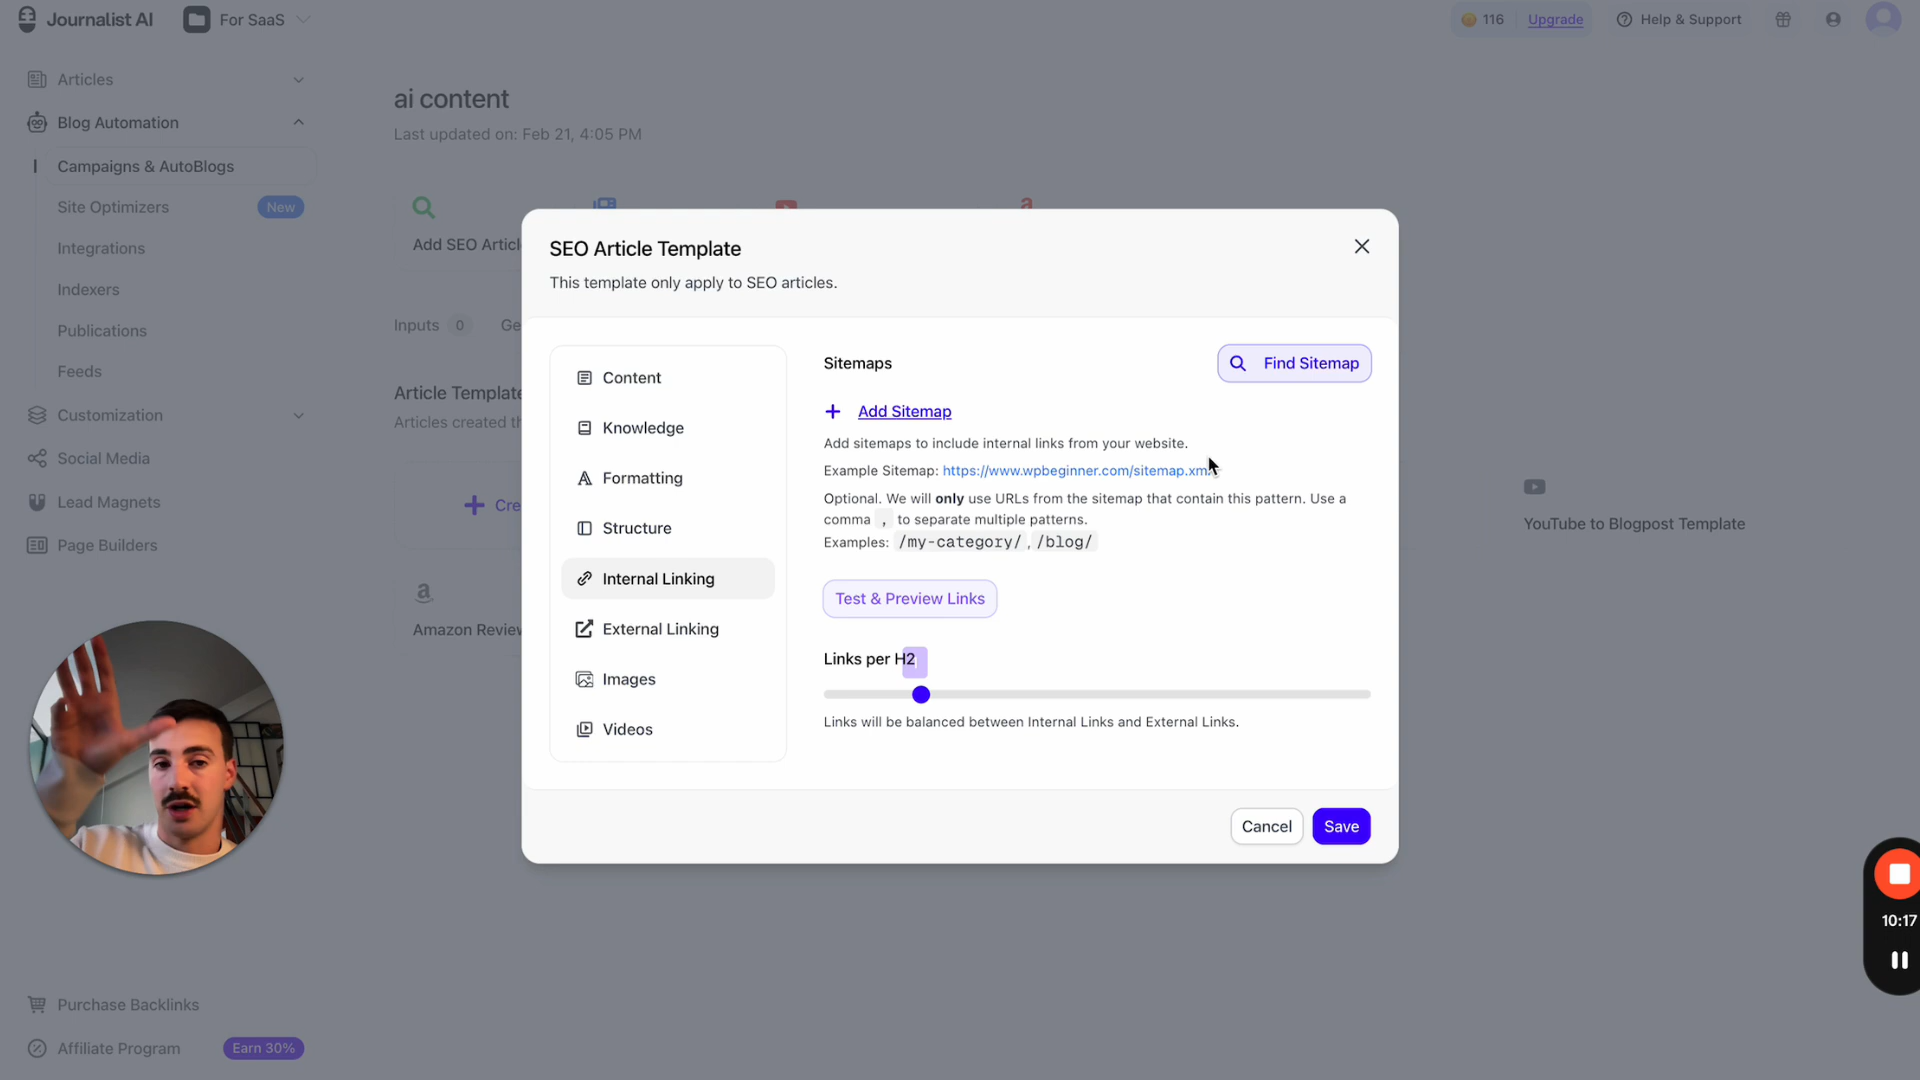 Journalist AI
For SaaS
116
Upgrade
Help & Support
Articles
Blog Automation
Campaigns & AutoBlogs
Site Optimizers
New
Integrations
Indexers
Publications
Feeds
Customization
Social Media
Lead Magnets
Page Builders
Purchase Backlinks
Affiliate Program
Earn 30%
ai content
Last updated on: Feb 21, 4:05 PM
Add SEO
Inputs 0
Article
Articles created
Amazon
YouTube to Blogpost Template
SEO Article Template
This template only apply to SEO articles.
Content
Knowledge
Formatting
Structure
Internal Linking
External Linking
Images
Videos
Sitemaps
Find Sitemap
+ Add Sitemap
Add sitemaps to include internal links from your website.
Example Sitemap: https://www.wpbeginner.com/sitemap.xml
Optional. We will only use URLs from the sitemap that contain this pattern. Use a
comma , to separate multiple patterns.
Examples: /my-category/ , /blog/
Test & Preview Links
Links per H2
Links will be balanced between Internal Links and External Links.
Cancel
Save
10:17